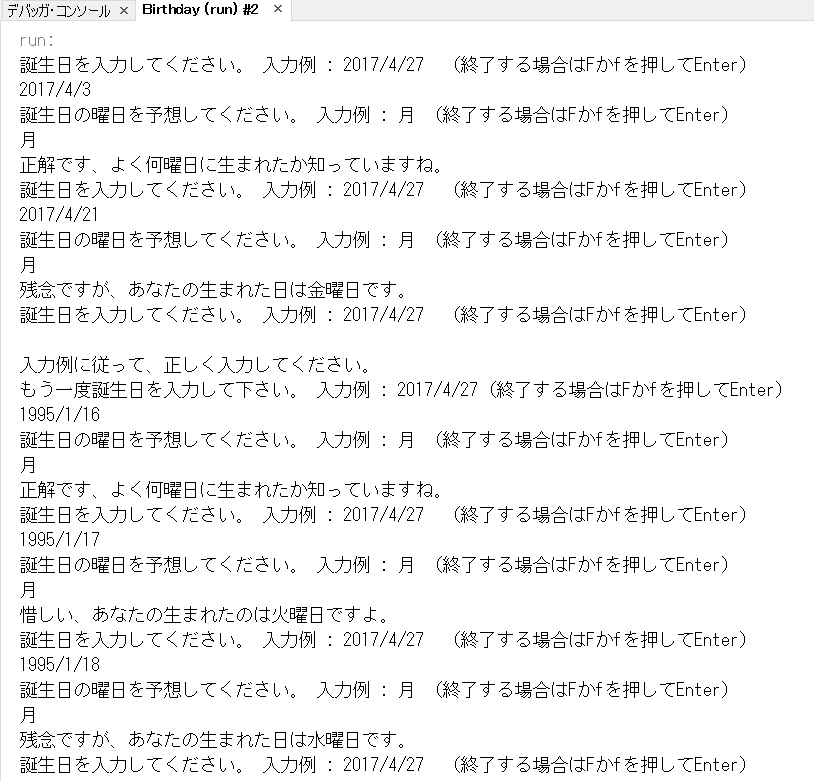 デバッガ・コンソール × Birthday (run) #2 ×
run:
誕生日を入力してください。 入力例 : 2017/4/27 （終了する場合はFかfを押してEnter）
2017/4/3
誕生日の曜日を予想してください。 入力例 : 月 （終了する場合はFかfを押してEnter）
月
正解です、よく何曜日に生まれたか知っていますね。
誕生日を入力してください。 入力例 : 2017/4/27 （終了する場合はFかfを押してEnter）
2017/4/21
誕生日の曜日を予想してください。 入力例 : 月 （終了する場合はFかfを押してEnter）
月
残念ですが、あなたの生まれた日は金曜日です。
誕生日を入力してください。 入力例 : 2017/4/27 （終了する場合はFかfを押してEnter）
入力例に従って、正しく入力してください。
もう一度誕生日を入力して下さい。 入力例 : 2017/4/27 （終了する場合はFかfを押してEnter）
1995/1/16
誕生日の曜日を予想してください。 入力例 : 月 （終了する場合はFかfを押してEnter）
月
正解です、よく何曜日に生まれたか知っていますね。
誕生日を入力してください。 入力例 : 2017/4/27 （終了する場合はFかfを押してEnter）
1995/1/17
誕生日の曜日を予想してください。 入力例 : 月 （終了する場合はFかfを押してEnter）
月
惜しい、あなたの生まれたのは火曜日ですよ。
誕生日を入力してください。 入力例 : 2017/4/27 （終了する場合はFかfを押してEnter）
1995/1/18
誕生日の曜日を予想してください。 入力例 : 月 （終了する場合はFかfを押してEnter）
月
残念ですが、あなたの生まれた日は水曜日です。
誕生日を入力してください。 入力例 : 2017/4/27 （終了する場合はFかfを押してEnter）